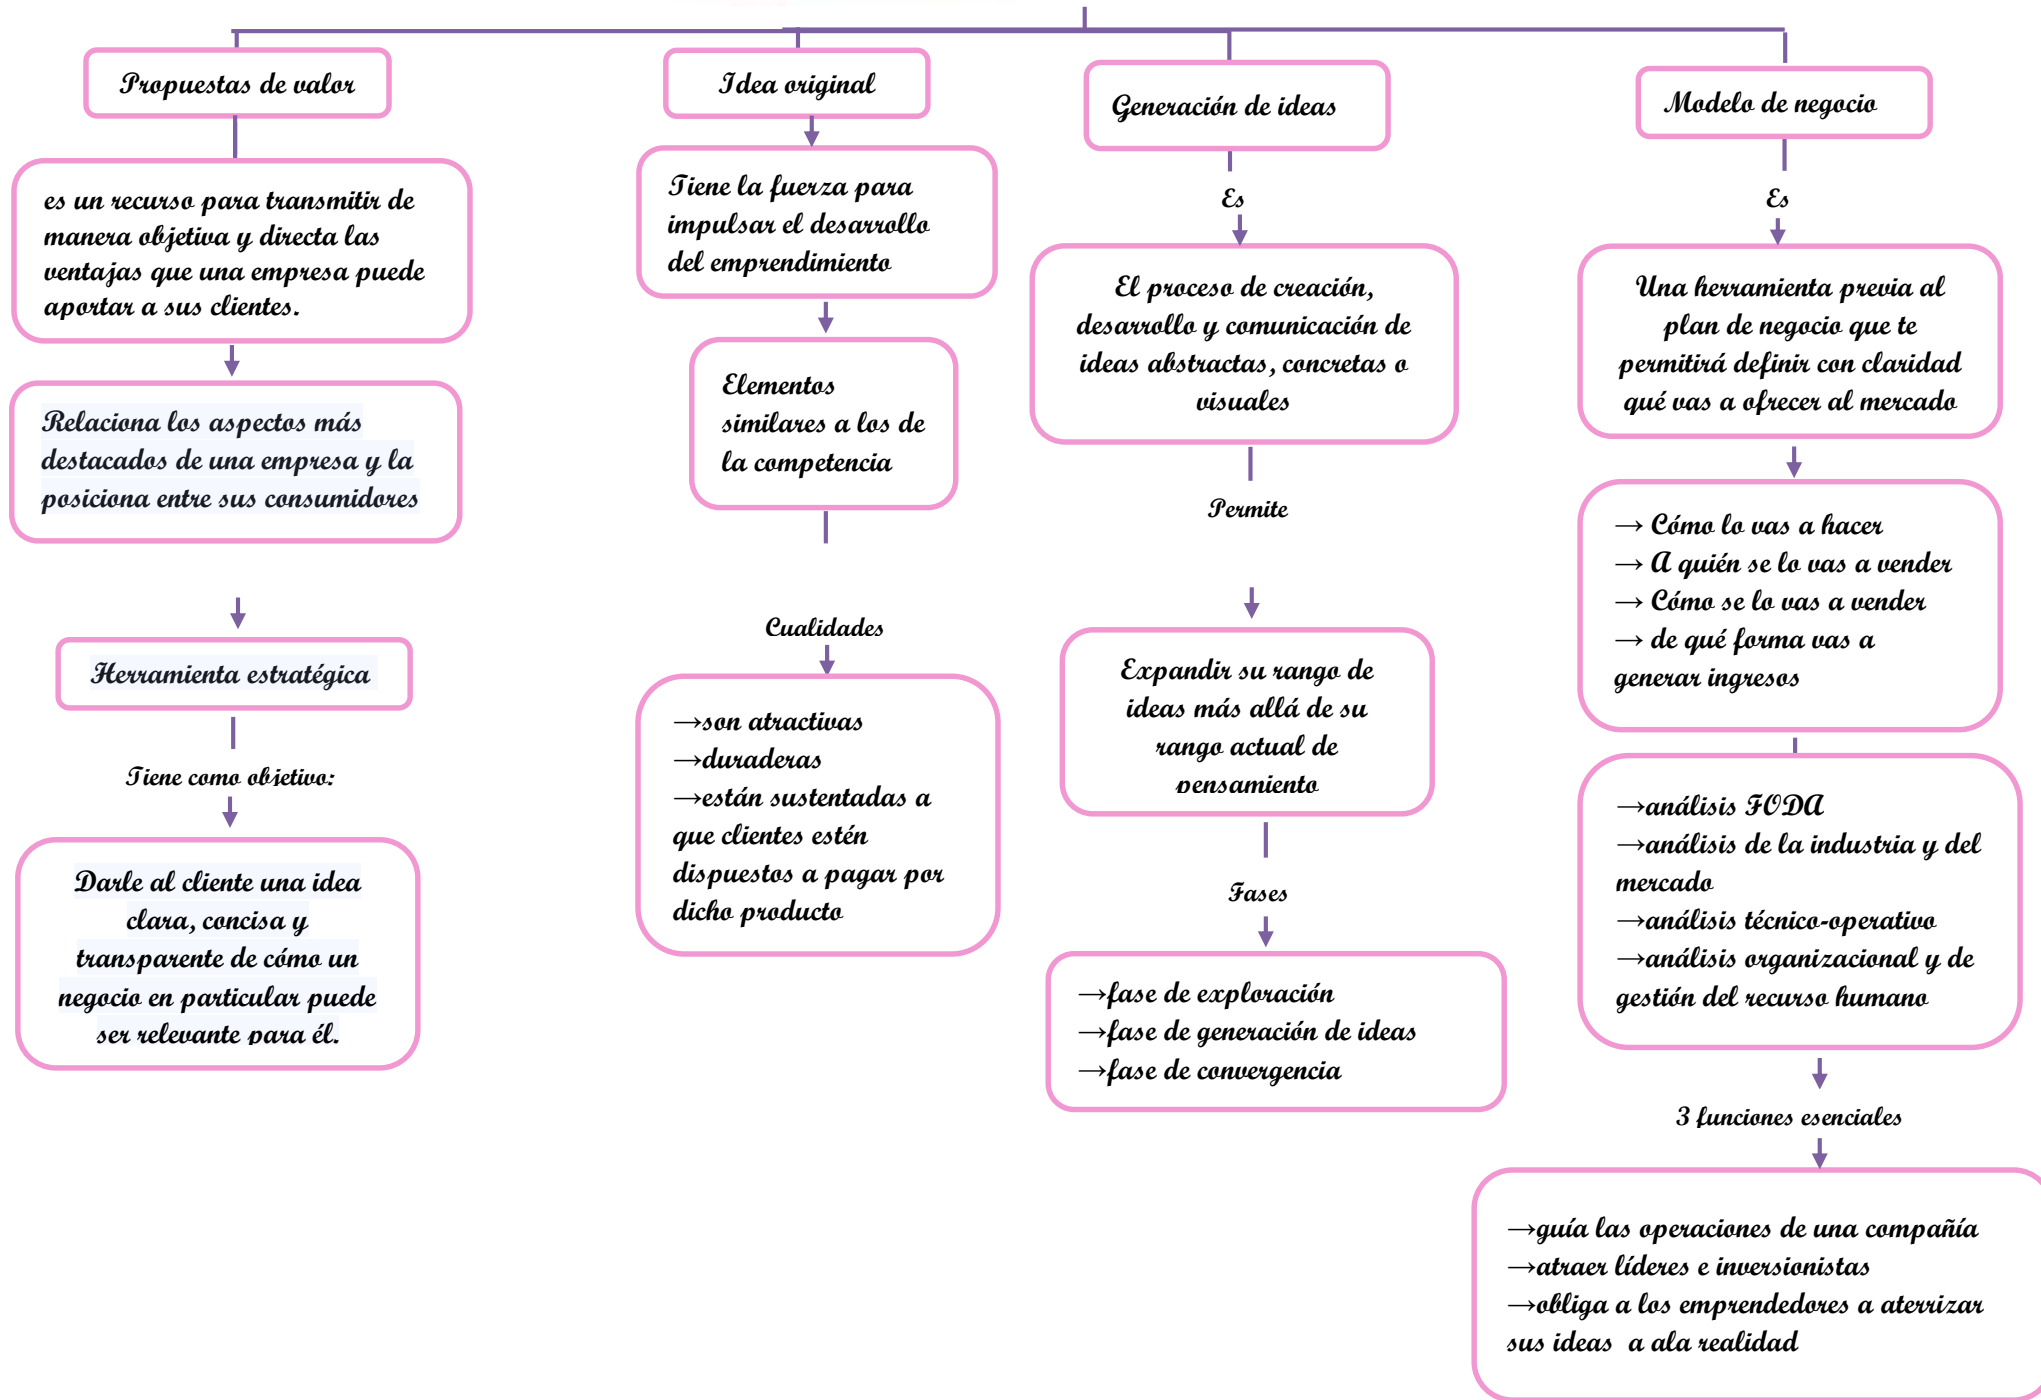 Propuestas de valor
es un recurso para transmitir de
manera objetiva y directa las
ventajas que una empresa puede
aportar a sus clientes.
Relaciona los aspectos más
destacados de una empresa y la
posiciona entre sus consumidores
Herramienta estratégica
Tiene como objetivo:
Darle al cliente una idea
clara, concisa y
transparente de cómo un
negocio en particular puede
ser relevante para él.
Idea original
Tiene la fuerza para
impulsar el desarrollo
del emprendimiento
Elementos
similares a los de
la competencia
Cualidades
→son atractivas
→duraderas
→están sustentadas a
que clientes estén
dispuestos a pagar por
dicho producto
Generación de ideas
Es
El proceso de creación,
desarrollo y comunicación de
ideas abstractas, concretas o
visuales
Permite
Expandir su rango de
ideas más allá de su
rango actual de
pensamiento
Fases
→fase de exploración
→fase de generación de ideas
→fase de convergencia
Modelo de negocio
Es
Una herramienta previa al
plan de negocio que te
permitirá definir con claridad
qué vas a ofrecer al mercado
→ Cómo lo vas a hacer
→ A quién se lo vas a vender
→ Cómo se lo vas a vender
→ de qué forma vas a
generar ingresos
→análisis FODA
→análisis de la industria y del
mercado
→análisis técnico-operativo
→análisis organizacional y de
gestión del recurso humano
3 funciones esenciales
→guía las operaciones de una compañía
→atraer líderes e inversionistas
→obliga a los emprendedores a aterrizar
sus ideas  a ala realidad